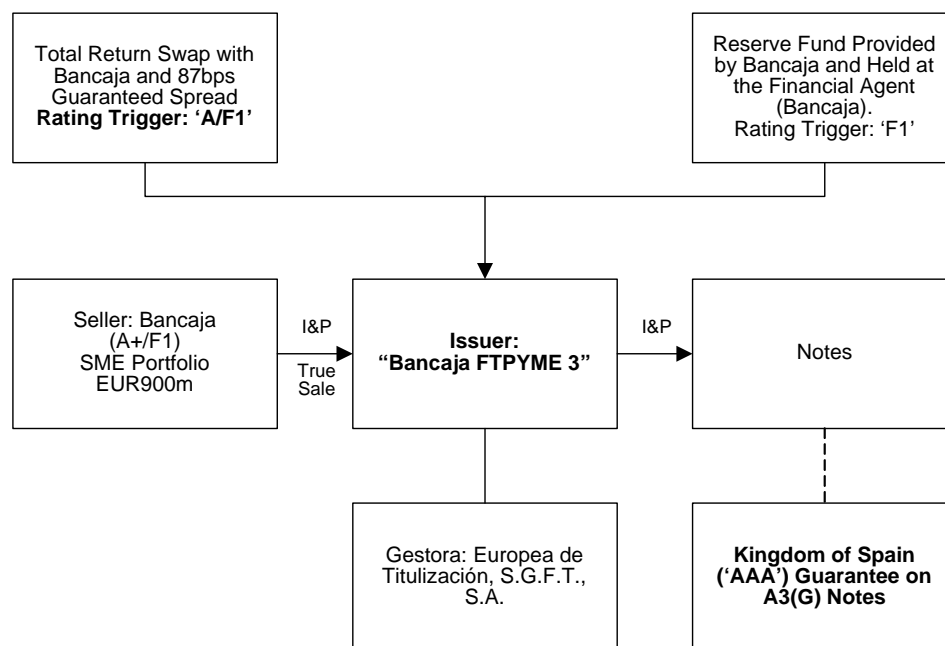 Total Return Swap with
Bancaja and 87bps
Guaranteed Spread
Rating Trigger: ‘A/F1’
Reserve Fund Provided
by Bancaja and Held at
the Financial Agent
(Bancaja).
Rating Trigger: ‘F1’
Seller: Bancaja
(A+/F1)
SME Portfolio
EUR900m
I&P
True
Sale
Issuer:
“Bancaja FTPYME 3”
I&P
Notes
Gestora: Europea de
Titulización, S.G.F.T.,
S.A.
Kingdom of Spain
(‘AAA’) Guarantee on
A3(G) Notes